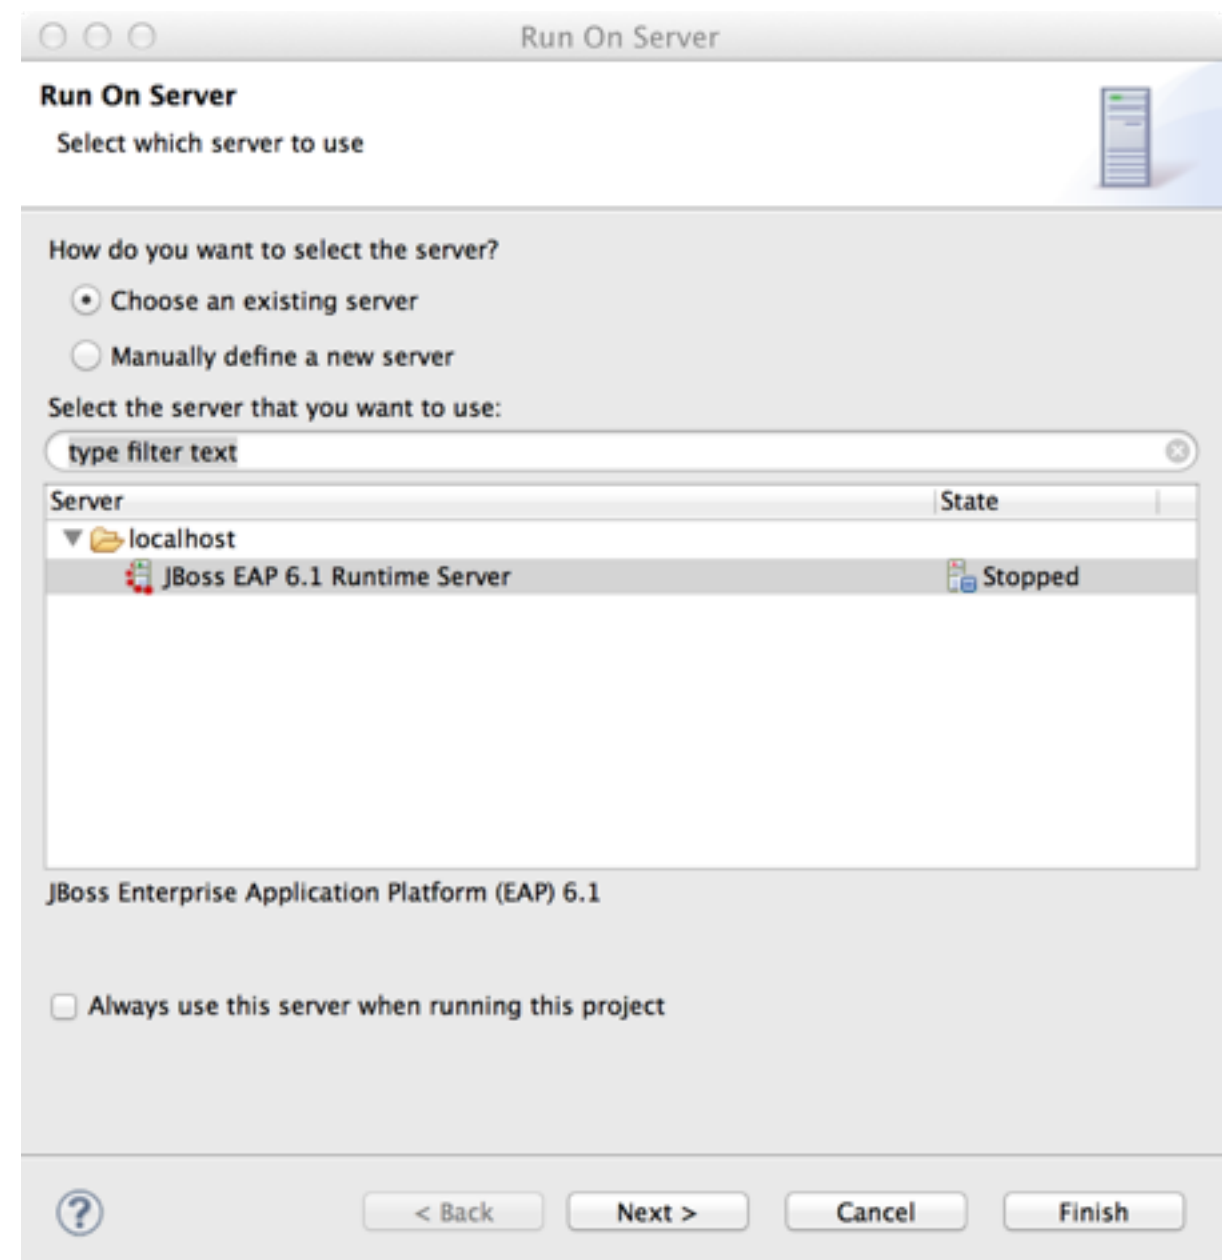 Run On Server
Run On Server
Select which server to use
How do you want to select the server?
Choose an existing server
Manually define a new server
Select the server that you want to use:
type filter text
Server State
localhost
JBoss EAP 6.1 Runtime Server Stopped
JBoss Enterprise Application Platform (EAP) 6.1
Always use this server when running this project
? < Back Next > Cancel Finish